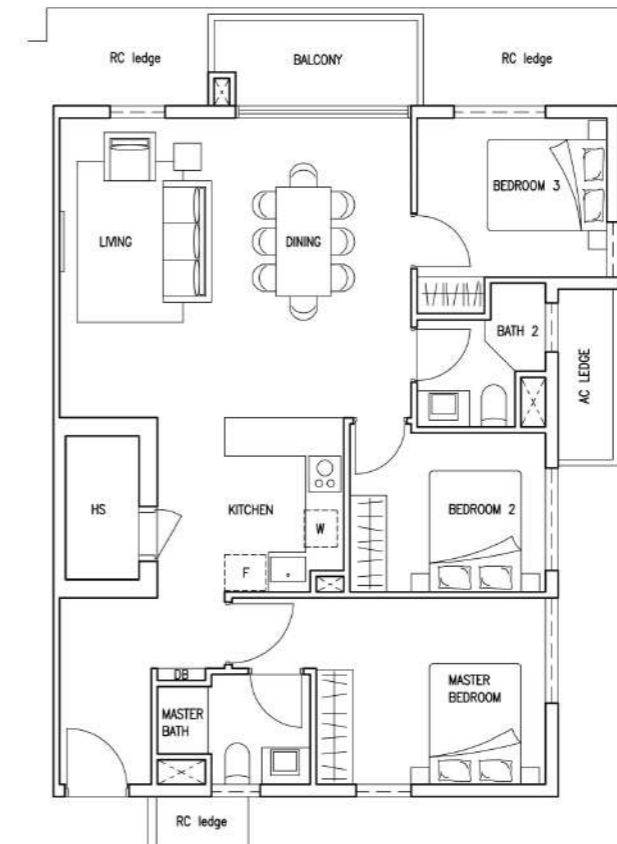 RC ledge
BALCONY
RC ledge
BEDROOM 3
LIVING
DINING
BATH 2
AC LEDGE
X
HS
KITCHEN
W
BEDROOM 2
F
DB
MASTER
BATH
MASTER
BEDROOM
RC ledge